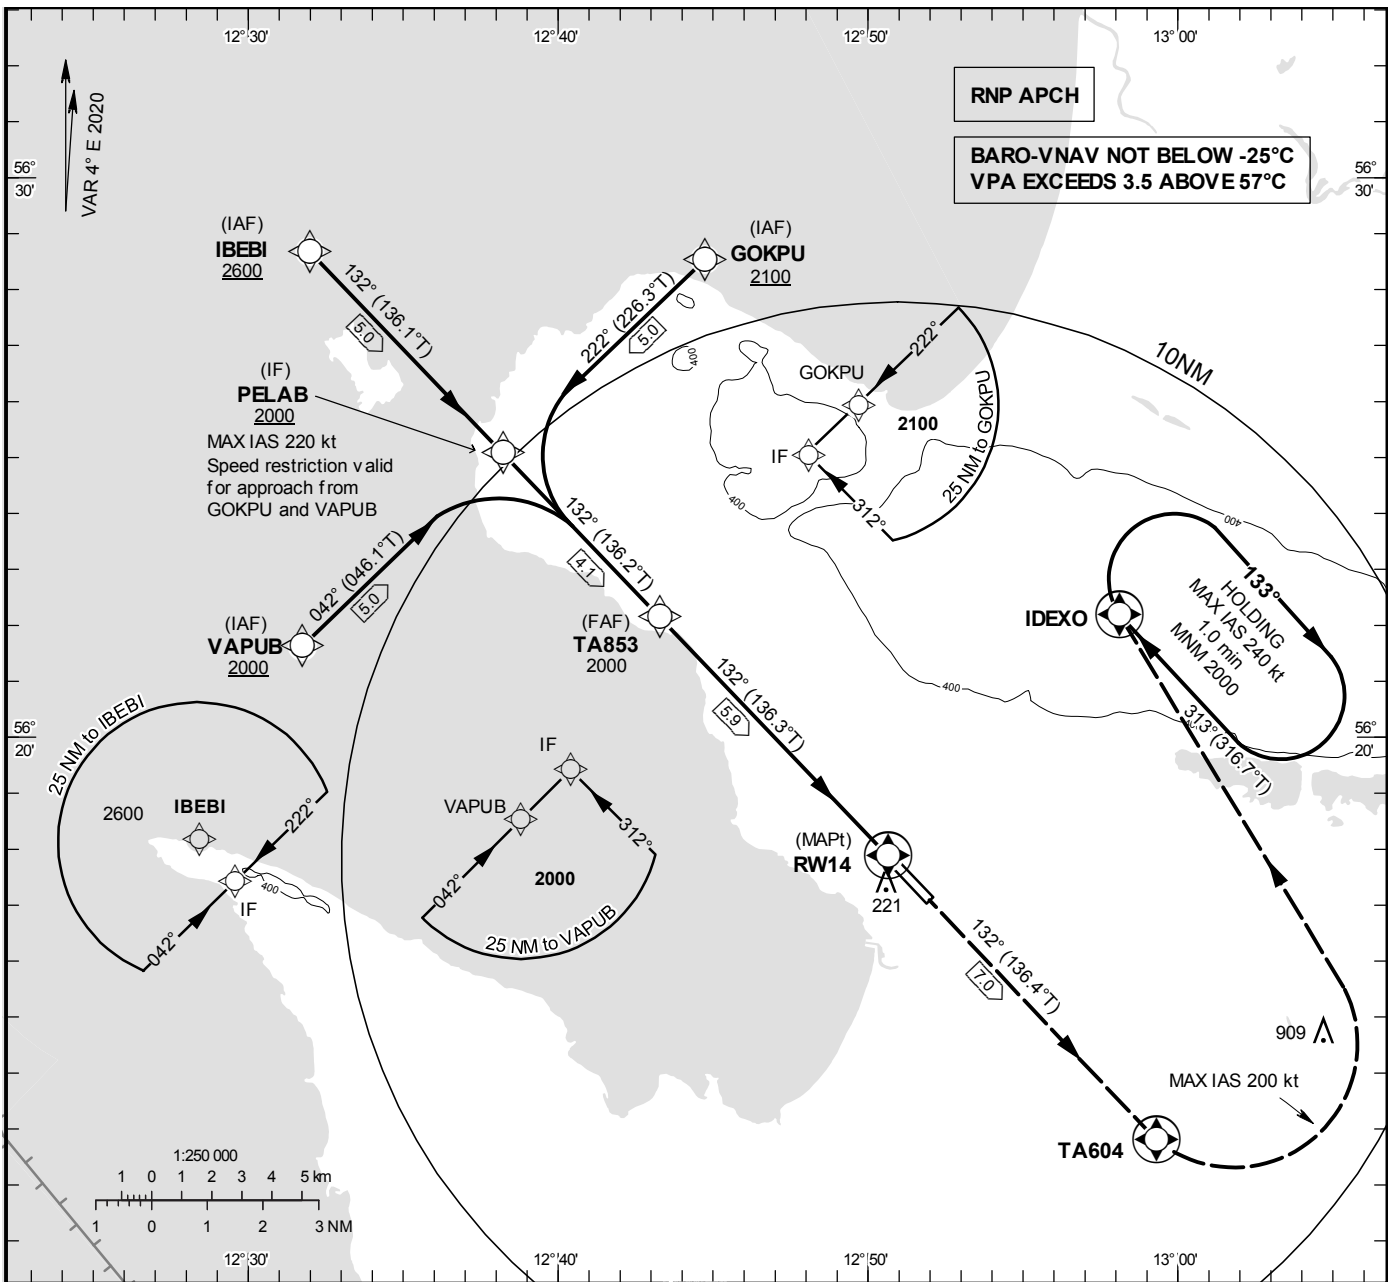 12°30'
12°40'
12°50'
13°00'
RNP APCH
BARO-VNAV NOT BELOW -25°C
VPA EXCEEDS 3.5 ABOVE 57°C
VAR 4° E 2020
56°
30'
56°
30'
(IAF)
IBEBI
2600
(IAF)
GOKPU
2100
132° (136.1°T)
5.0
222° (226.3°T)
5.0
10NM
(IF)
PELAB
2000
MAX IAS 220 kt
Speed restriction valid
for approach from
GOKPU and VAPUB
400
222°
GOKPU
2100
IF
25 NM to GOKPU
312°
400
400
132° (136.2°T)
4.1
042° (046.1°T)
5.0
(IAF)
VAPUB
2000
(FAF)
TA853
2000
IDEXO
133°
HOLDING
MAX IAS 240 kt
1.0 min
MNM 2000
313°(316.7°T)
400
400
132° (136.3°T)
5.9
56°
20'
56°
20'
25 NM to IBEBI
2600
IBEBI
222°
400
IF
042°
IF
VAPUB
312°
042°
2000
25 NM to VAPUB
(MAPt)
RW14
221
132° (136.4°T)
7.0
909
MAX IAS 200 kt
TA604
1:250 000
1 0 1 2 3 4 5 km
1 0 1 2 3 NM
12°30'
12°40'
12°50'
13°00'